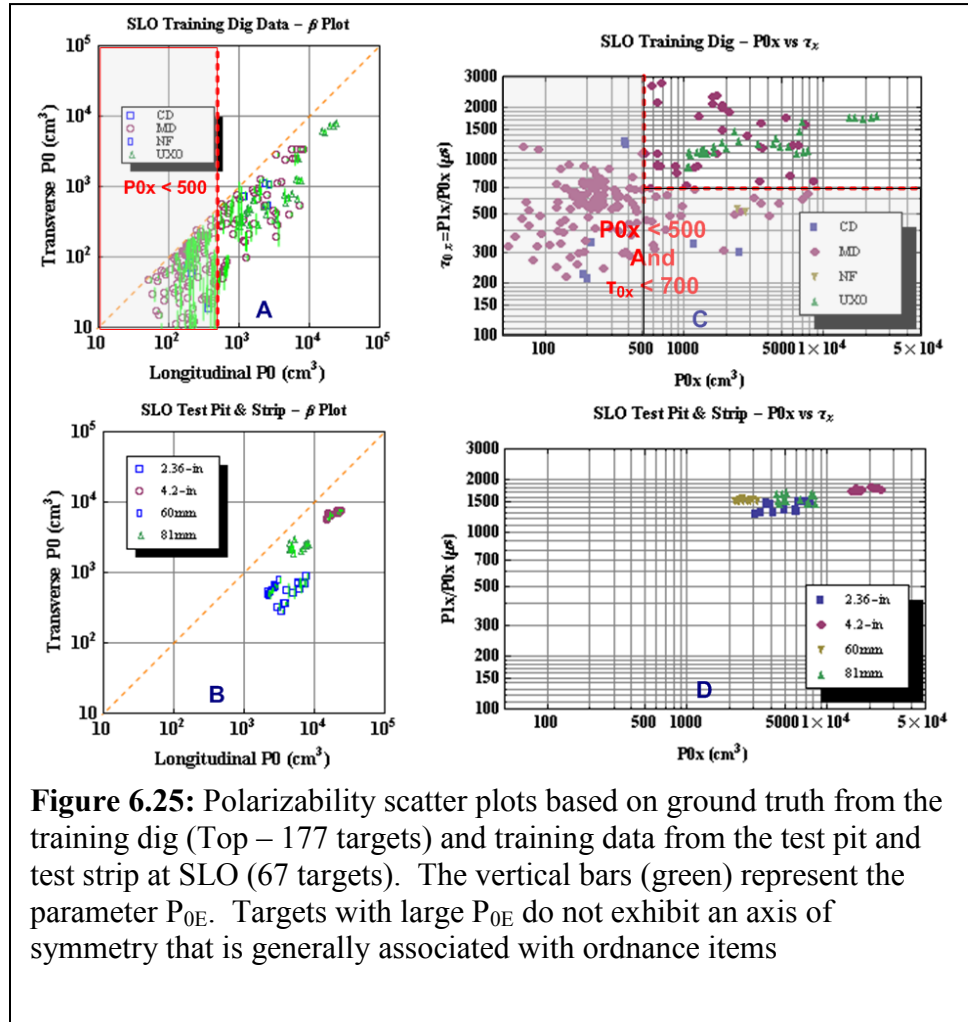 SLO Training Dig Data – β Plot
10⁵
10⁴
10³
10²
10
Transverse P0 (cm³)
CD
MD
NF
UXO
P0x < 500
A
10
10²
10³
10⁴
10⁵
Longitudinal P0 (cm³)
SLO Training Dig – P0x vs τₓ
3000
2000
1500
1000
700
500
300
200
150
100
τ₀,ₓ=P1x/P0x (μs)
P0x < 500
And
τ₀ₓ < 700
CD
MD
NF
UXO
C
100
500
1000
5000
1×10⁴
5×10⁴
P0x (cm³)
SLO Test Pit & Strip – β Plot
10⁵
10⁴
10³
10²
10
Transverse P0 (cm³)
2.36-in
4.2-in
60mm
81mm
B
10
10²
10³
10⁴
10⁵
Longitudinal P0 (cm³)
SLO Test Pit & Strip – P0x vs τₓ
3000
2000
1500
1000
700
500
300
200
150
100
P1x/P0x (μs)
2.36-in
4.2-in
60mm
81mm
D
100
500
1000
5000
1×10⁴
5×10⁴
P0x (cm³)
Figure 6.25: Polarizability scatter plots based on ground truth from the
training dig (Top – 177 targets) and training data from the test pit and
test strip at SLO (67 targets). The vertical bars (green) represent the
parameter P₀E. Targets with large P₀E do not exhibit an axis of
symmetry that is generally associated with ordnance items